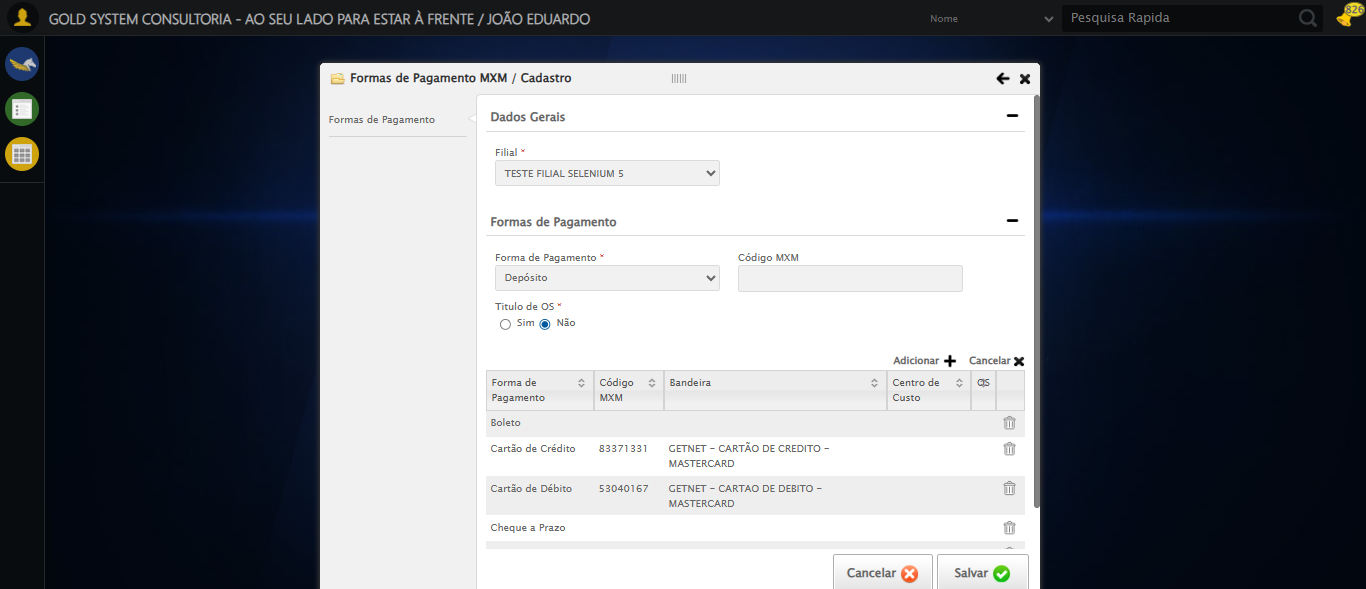 GOLD SYSTEM CONSULTORIA - AO SEU LADO PARA ESTAR À FRENTE / JOÃO EDUARDO
Nome
Pesquisa Rapida
826
Formas de Pagamento MXM / Cadastro
Formas de Pagamento
Dados Gerais
Filial *
TESTE FILIAL SELENIUM 5
Formas de Pagamento
Forma de Pagamento *
Código MXM
Depósito
Titulo de OS *
Sim
Não
Adicionar
Cancelar
Forma de Pagamento
Código MXM
Bandeira
Centro de Custo
OS
Boleto
Cartão de Crédito
83371331
GETNET - CARTÃO DE CREDITO -
MASTERCARD
Cartão de Débito
53040167
GETNET - CARTAO DE DEBITO -
MASTERCARD
Cheque a Prazo
Cancelar
Salvar